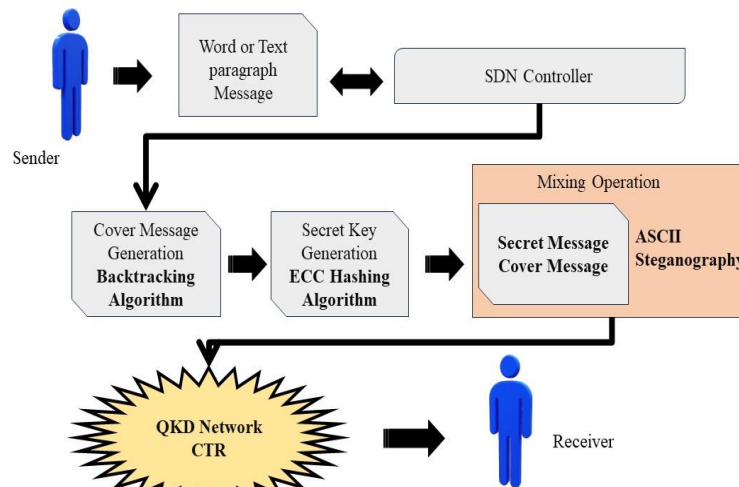 Word or Text
paragraph
Message
SDN Controller
Sender
Cover Message
Generation
Backtracking
Algorithm
Secret Key
Generation
ECC Hashing
Algorithm
Mixing Operation
Secret Message
Cover Message
ASCII
Steganography
QKD Network
CTR
Receiver